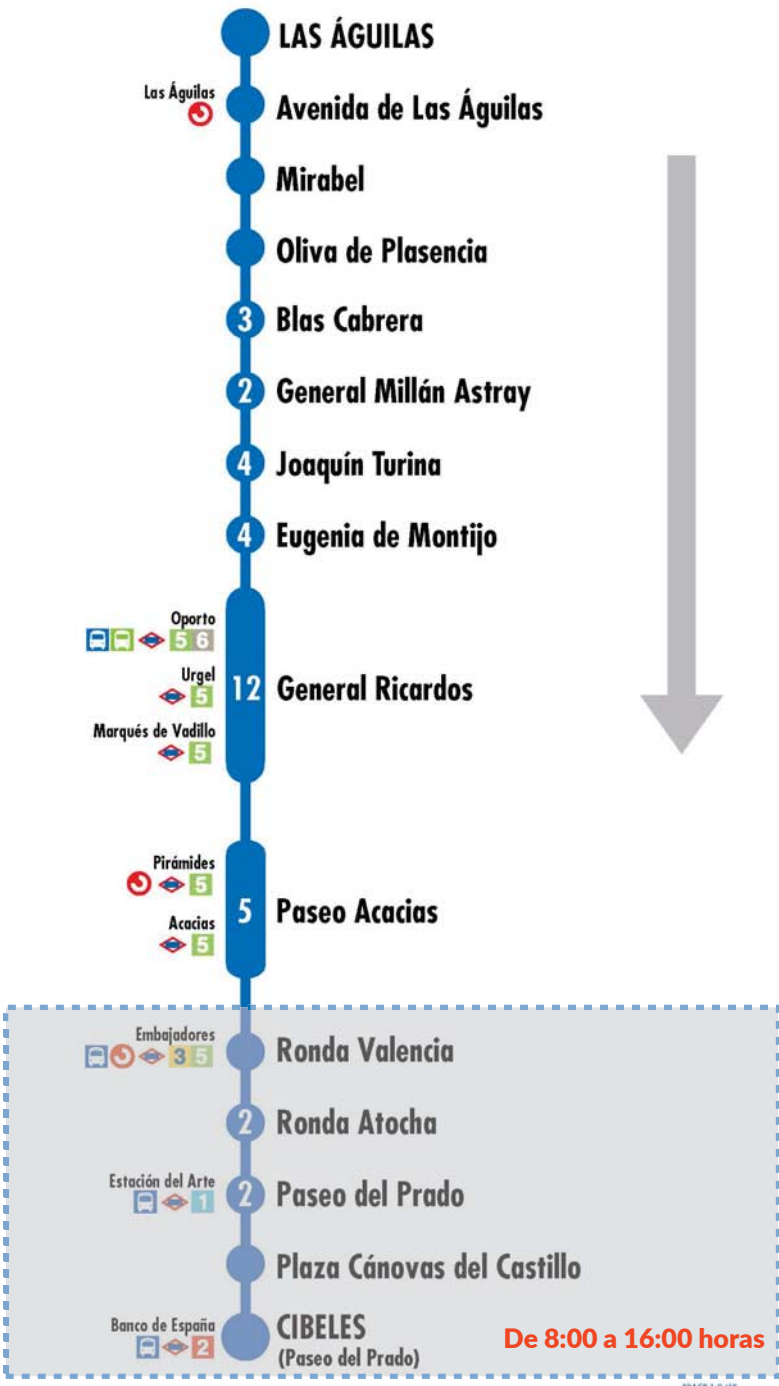 LAS ÁGUILAS
Las Águilas
Avenida de Las Águilas
Mirabel
Oliva de Plasencia
3 Blas Cabrera
2 General Millán Astray
4 Joaquín Turina
4 Eugenia de Montijo
Oporto
5 6
Urgel
5
12 General Ricardos
Marqués de Vadillo
5
Pirámides
5
5 Paseo Acacias
Acacias
5
Embajadores
3 5
Ronda Valencia
2 Ronda Atocha
Estación del Arte
1
2 Paseo del Prado
Plaza Cánovas del Castillo
Banco de España
2
CIBELES
(Paseo del Prado)
De 8:00 a 16:00 horas